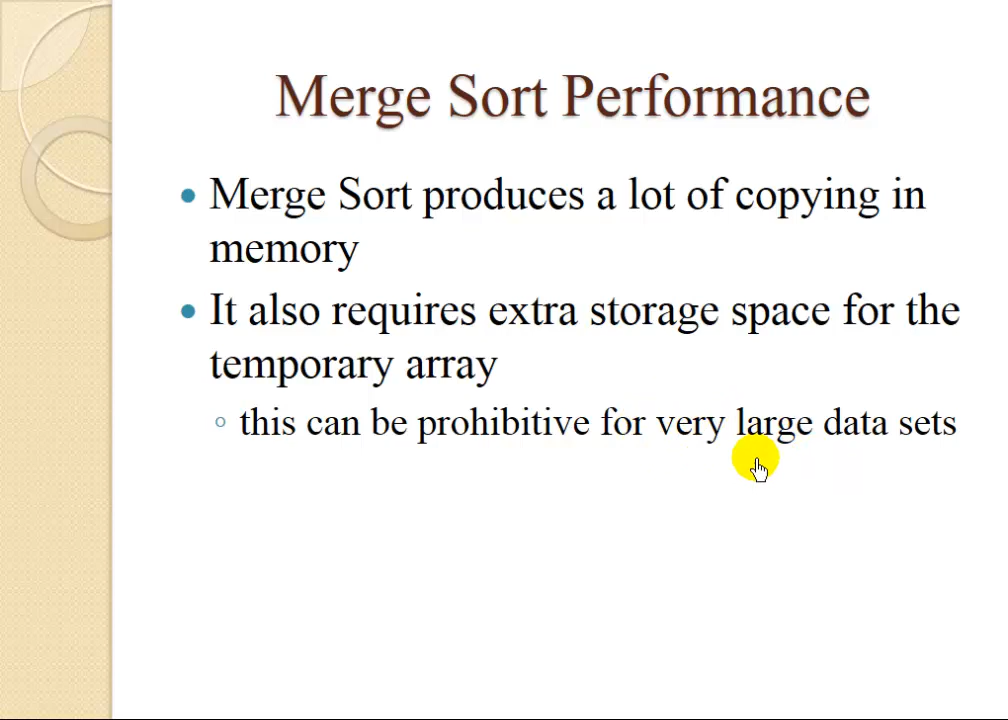 Merge Sort Performance
Merge Sort produces a lot of copying in
memory
It also requires extra storage space for the
temporary array
this can be prohibitive for very large data sets